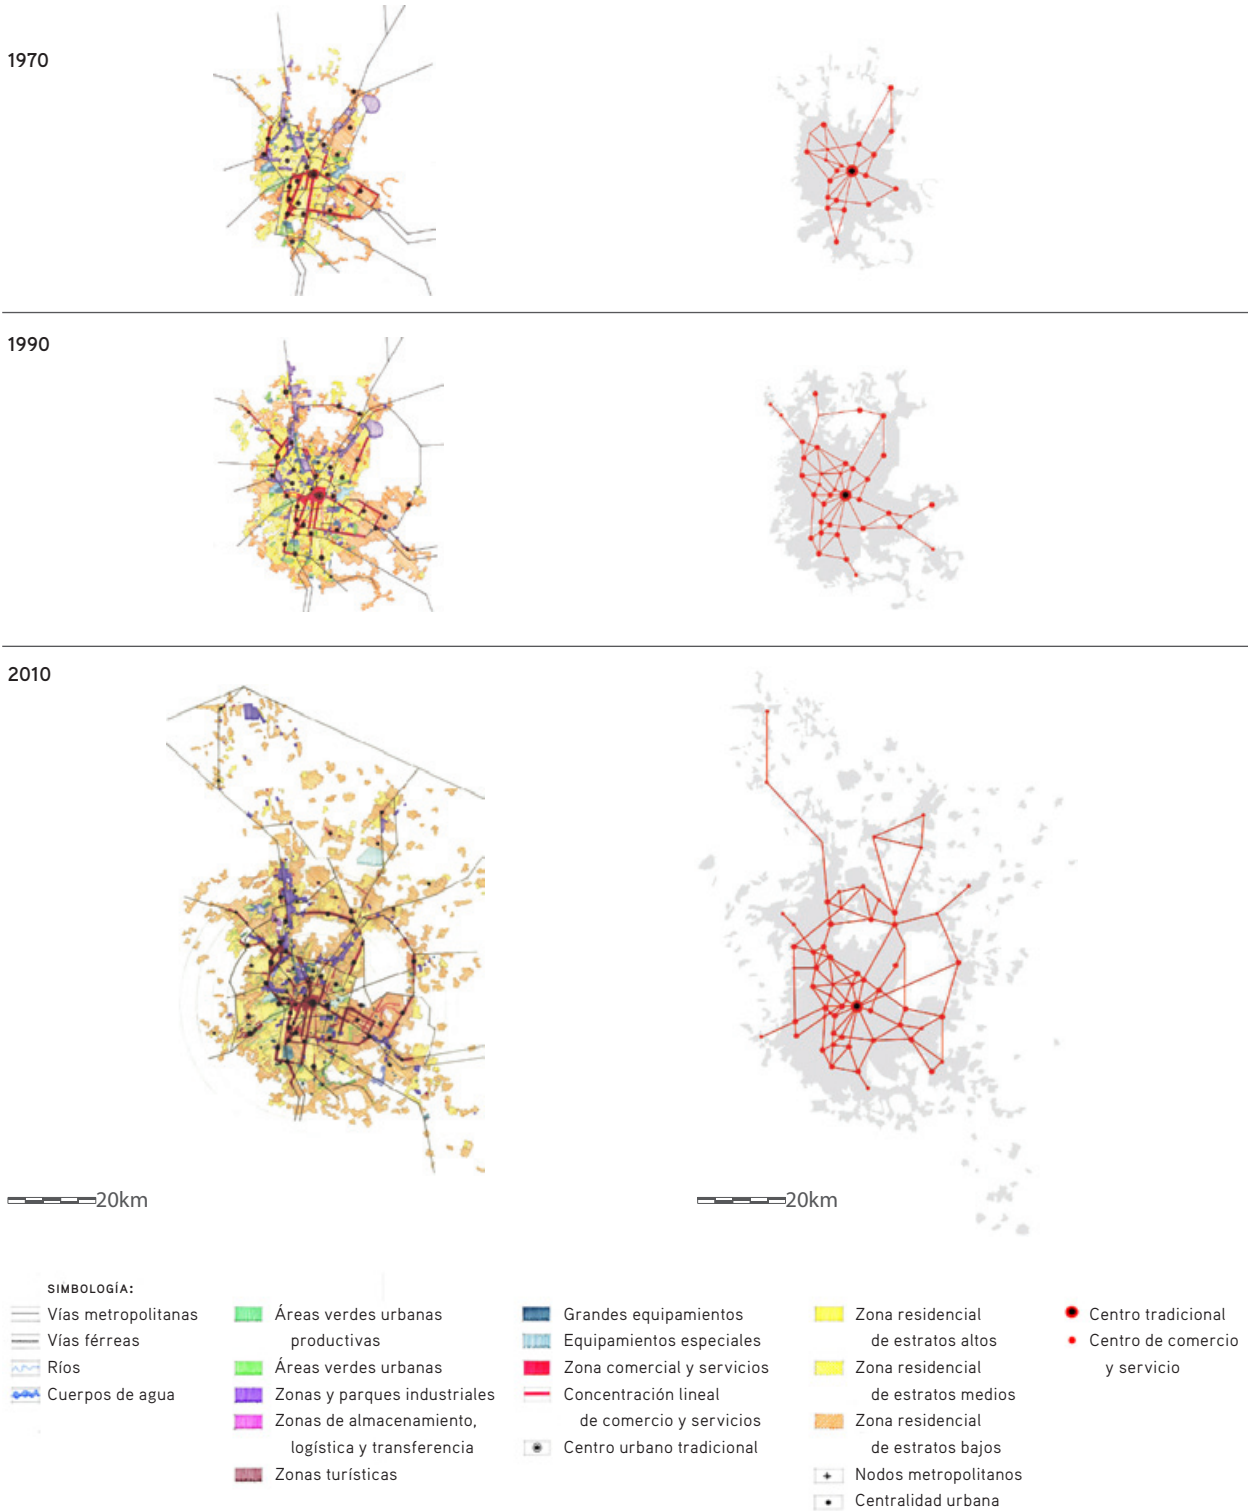 1970
1990
2010
20km
20km
SIMBOLOGÍA:
Vías metropolitanas
Vías férreas
Ríos
Cuerpos de agua
Áreas verdes urbanas
productivas
Áreas verdes urbanas
Zonas y parques industriales
Zonas de almacenamiento,
logística y transferencia
Zonas turísticas
Grandes equipamientos
Equipamientos especiales
Zona comercial y servicios
Concentración lineal
de comercio y servicios
Centro urbano tradicional
Zona residencial
de estratos altos
Zona residencial
de estratos medios
Zona residencial
de estratos bajos
Nodos metropolitanos
Centralidad urbana
Centro tradicional
Centro de comercio
y servicio